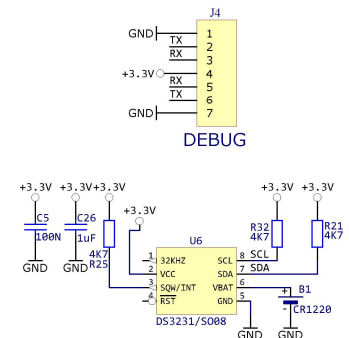 J4
GND 1
TX 2
RX 3
+3.3V 4
RX 5
TX 6
GND 7
DEBUG
+3.3V +3.3V +3.3V +3.3V +3.3V +3.3V
C5 100N
C26 1uF
4K7 R25
U6
1 32KHZ SCL 8 SCL
2 VCC SDA 7 SDA
3 SQW/INT VBAT 6
4 RST GND 5
DS3231/SO08
R32 4K7
R21 4K7
+ B1
- CR1220
GND GND GND GND